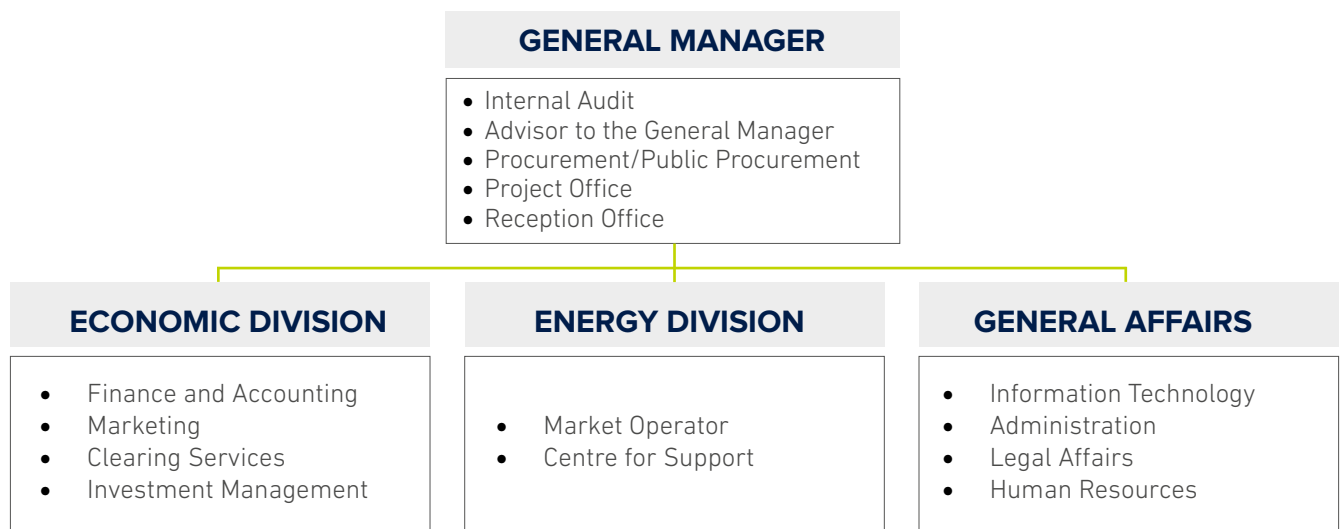 GENERAL MANAGER
• Internal Audit
• Advisor to the General Manager
• Procurement/Public Procurement
• Project Office
• Reception Office
ECONOMIC DIVISION
• Finance and Accounting
• Marketing
• Clearing Services
• Investment Management
ENERGY DIVISION
• Market Operator
• Centre for Support
GENERAL AFFAIRS
• Information Technology
• Administration
• Legal Affairs
• Human Resources